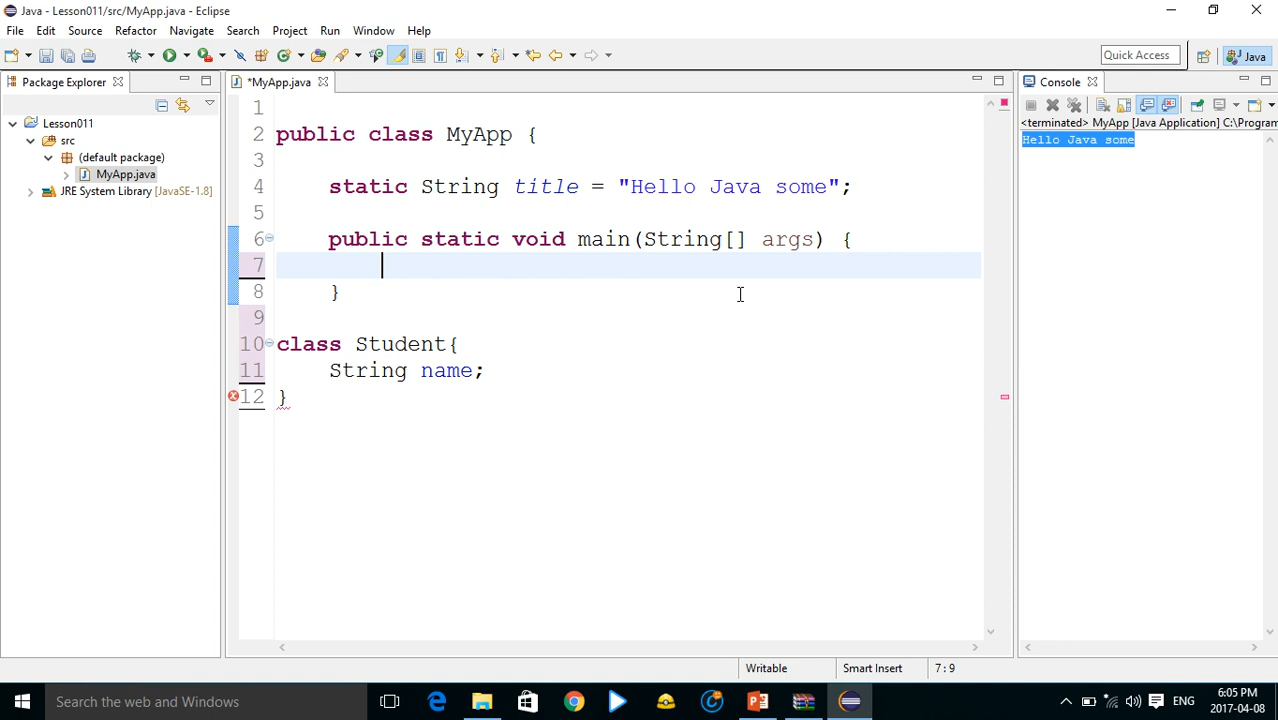 Java - Lesson011/src/MyApp.java - Eclipse
File Edit Source Refactor Navigate Search Project Run Window Help
Quick Access
Java
Package Explorer
*MyApp.java
Console
Lesson011
src
(default package)
MyApp.java
JRE System Library [JavaSE-1.8]
1
2 public class MyApp {
3
4 static String title = "Hello Java some";
5
6 public static void main(String[] args) {
7
8 }
9
10 class Student{
11 String name;
12 }
<terminated> MyApp [Java Application] C:\Program
Hello Java some
Writable
Smart Insert
7:9
Search the web and Windows
ENG
6:05 PM
2017-04-08